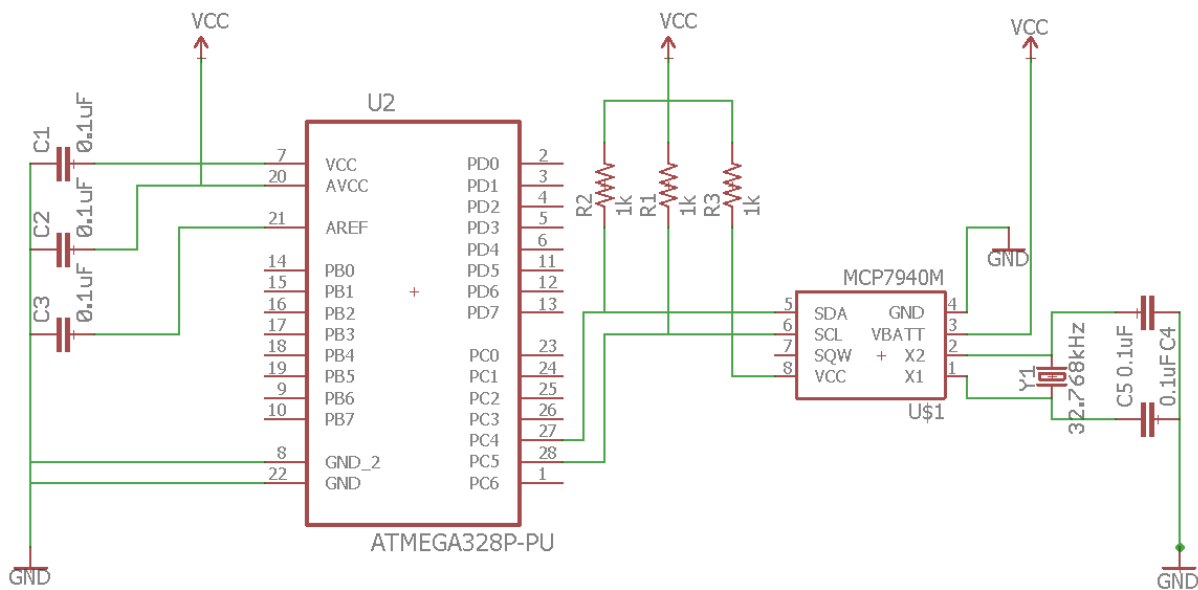 VCC
VCC
VCC
U2
C1
0.1uF
C2
0.1uF
C3
0.1uF
7
20
21
14
15
16
17
18
19
9
10
8
22
VCC
AVCC
AREF
PB0
PB1
PB2
PB3
PB4
PB5
PB6
PB7
GND_2
GND
PD0
PD1
PD2
PD3
PD4
PD5
PD6
PD7
PC0
PC1
PC2
PC3
PC4
PC5
PC6
2
3
4
5
6
11
12
13
23
24
25
26
27
28
1
ATMEGA328P-PU
GND
R2
1k
R1
1k
R3
1k
MCP7940M
5
6
7
8
SDA
SCL
SQW
VCC
GND
VBATT
X2
X1
4
3
2
1
U$1
GND
Y1
32.768kHz
C5 0.1uF
0.1uF C4
GND